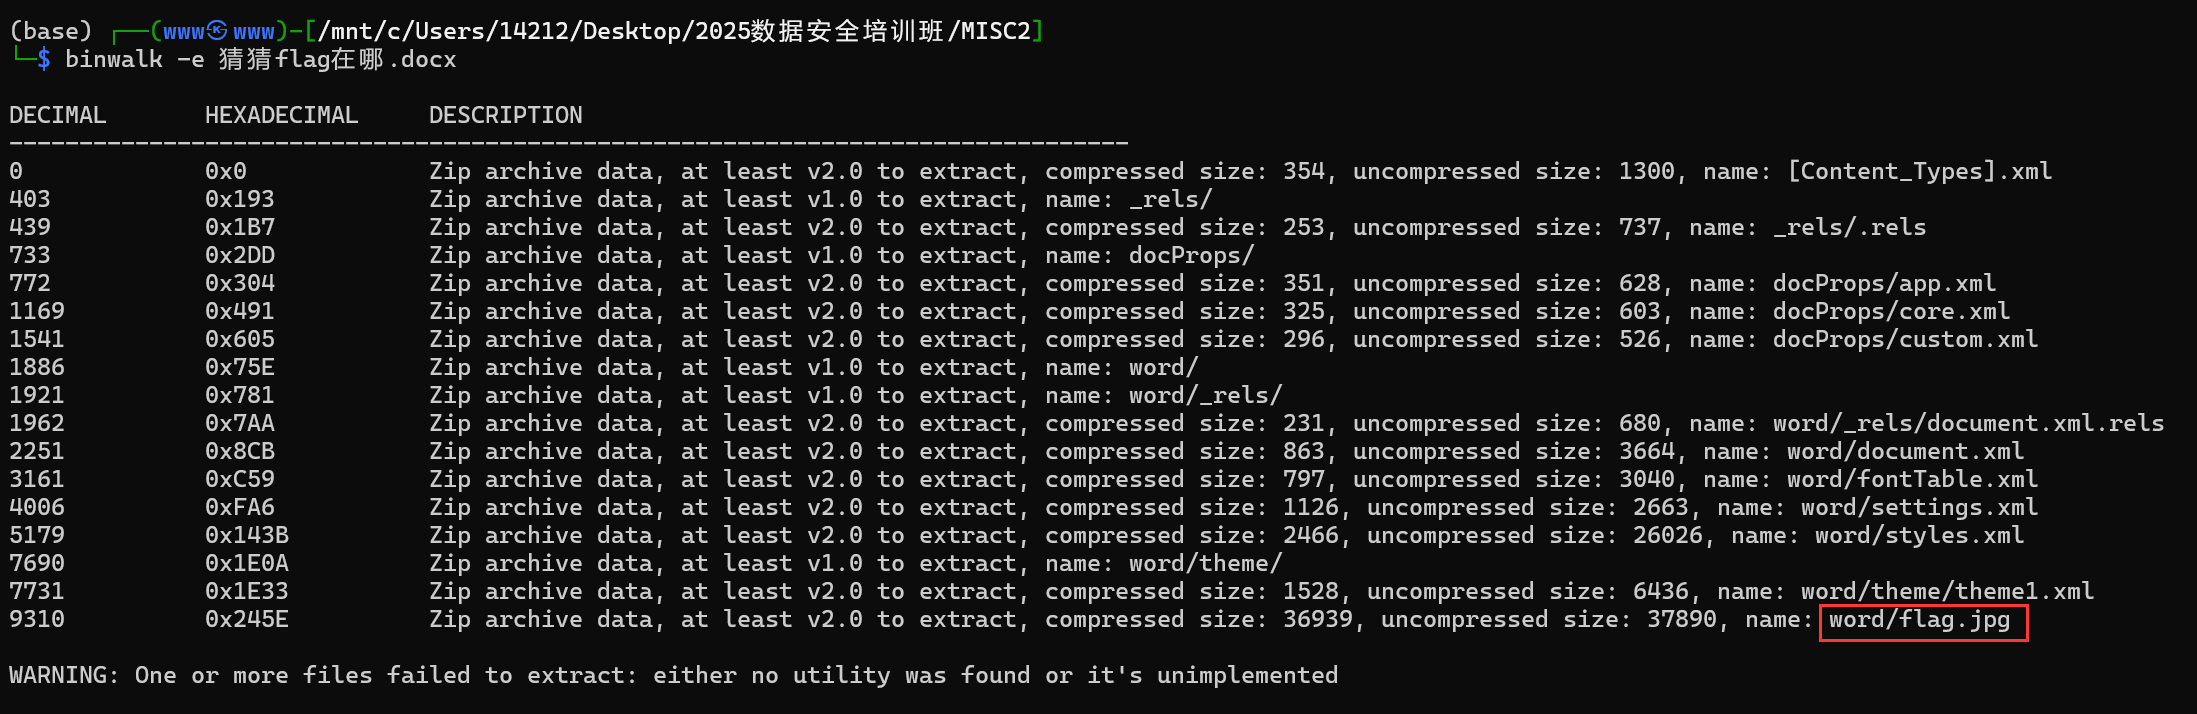 (base) ┌──(www㉿www)-[/mnt/c/Users/14212/Desktop/2025数据安全培训班/MISC2]
└─$ binwalk -e 猜猜flag在哪.docx
DECIMAL       HEXADECIMAL     DESCRIPTION
--------------------------------------------------------------------------------
0             0x0             Zip archive data, at least v2.0 to extract, compressed size: 354, uncompressed size: 1300, name: [Content_Types].xml
403           0x193           Zip archive data, at least v1.0 to extract, name: _rels/
439           0x1B7           Zip archive data, at least v2.0 to extract, compressed size: 253, uncompressed size: 737, name: _rels/.rels
733           0x2DD           Zip archive data, at least v1.0 to extract, name: docProps/
772           0x304           Zip archive data, at least v2.0 to extract, compressed size: 351, uncompressed size: 628, name: docProps/app.xml
1169          0x491           Zip archive data, at least v2.0 to extract, compressed size: 325, uncompressed size: 603, name: docProps/core.xml
1541          0x605           Zip archive data, at least v2.0 to extract, compressed size: 296, uncompressed size: 526, name: docProps/custom.xml
1886          0x75E           Zip archive data, at least v1.0 to extract, name: word/
1921          0x781           Zip archive data, at least v1.0 to extract, name: word/_rels/
1962          0x7AA           Zip archive data, at least v2.0 to extract, compressed size: 231, uncompressed size: 680, name: word/_rels/document.xml.rels
2251          0x8CB           Zip archive data, at least v2.0 to extract, compressed size: 863, uncompressed size: 3664, name: word/document.xml
3161          0xC59           Zip archive data, at least v2.0 to extract, compressed size: 797, uncompressed size: 3040, name: word/fontTable.xml
4006          0xFA6           Zip archive data, at least v2.0 to extract, compressed size: 1126, uncompressed size: 2663, name: word/settings.xml
5179          0x143B          Zip archive data, at least v2.0 to extract, compressed size: 2466, uncompressed size: 26026, name: word/styles.xml
7690          0x1E0A          Zip archive data, at least v1.0 to extract, name: word/theme/
7731          0x1E33          Zip archive data, at least v2.0 to extract, compressed size: 1528, uncompressed size: 6436, name: word/theme/theme1.xml
9310          0x245E          Zip archive data, at least v2.0 to extract, compressed size: 36939, uncompressed size: 37890, name: word/flag.jpg
WARNING: One or more files failed to extract: either no utility was found or it's unimplemented